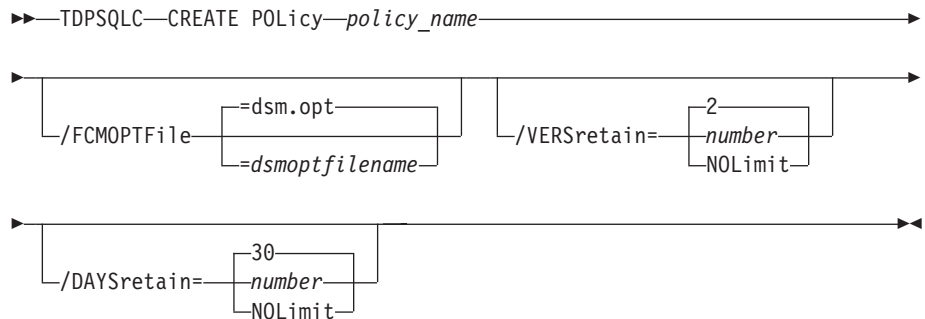 TDPSQLC CREATE POLicy policy_name
=dsm.opt
/FCMOPTFile
=dsmoptfilename
2
/VERSretain= number
NOLimit
30
/DAYSretain= number
NOLimit